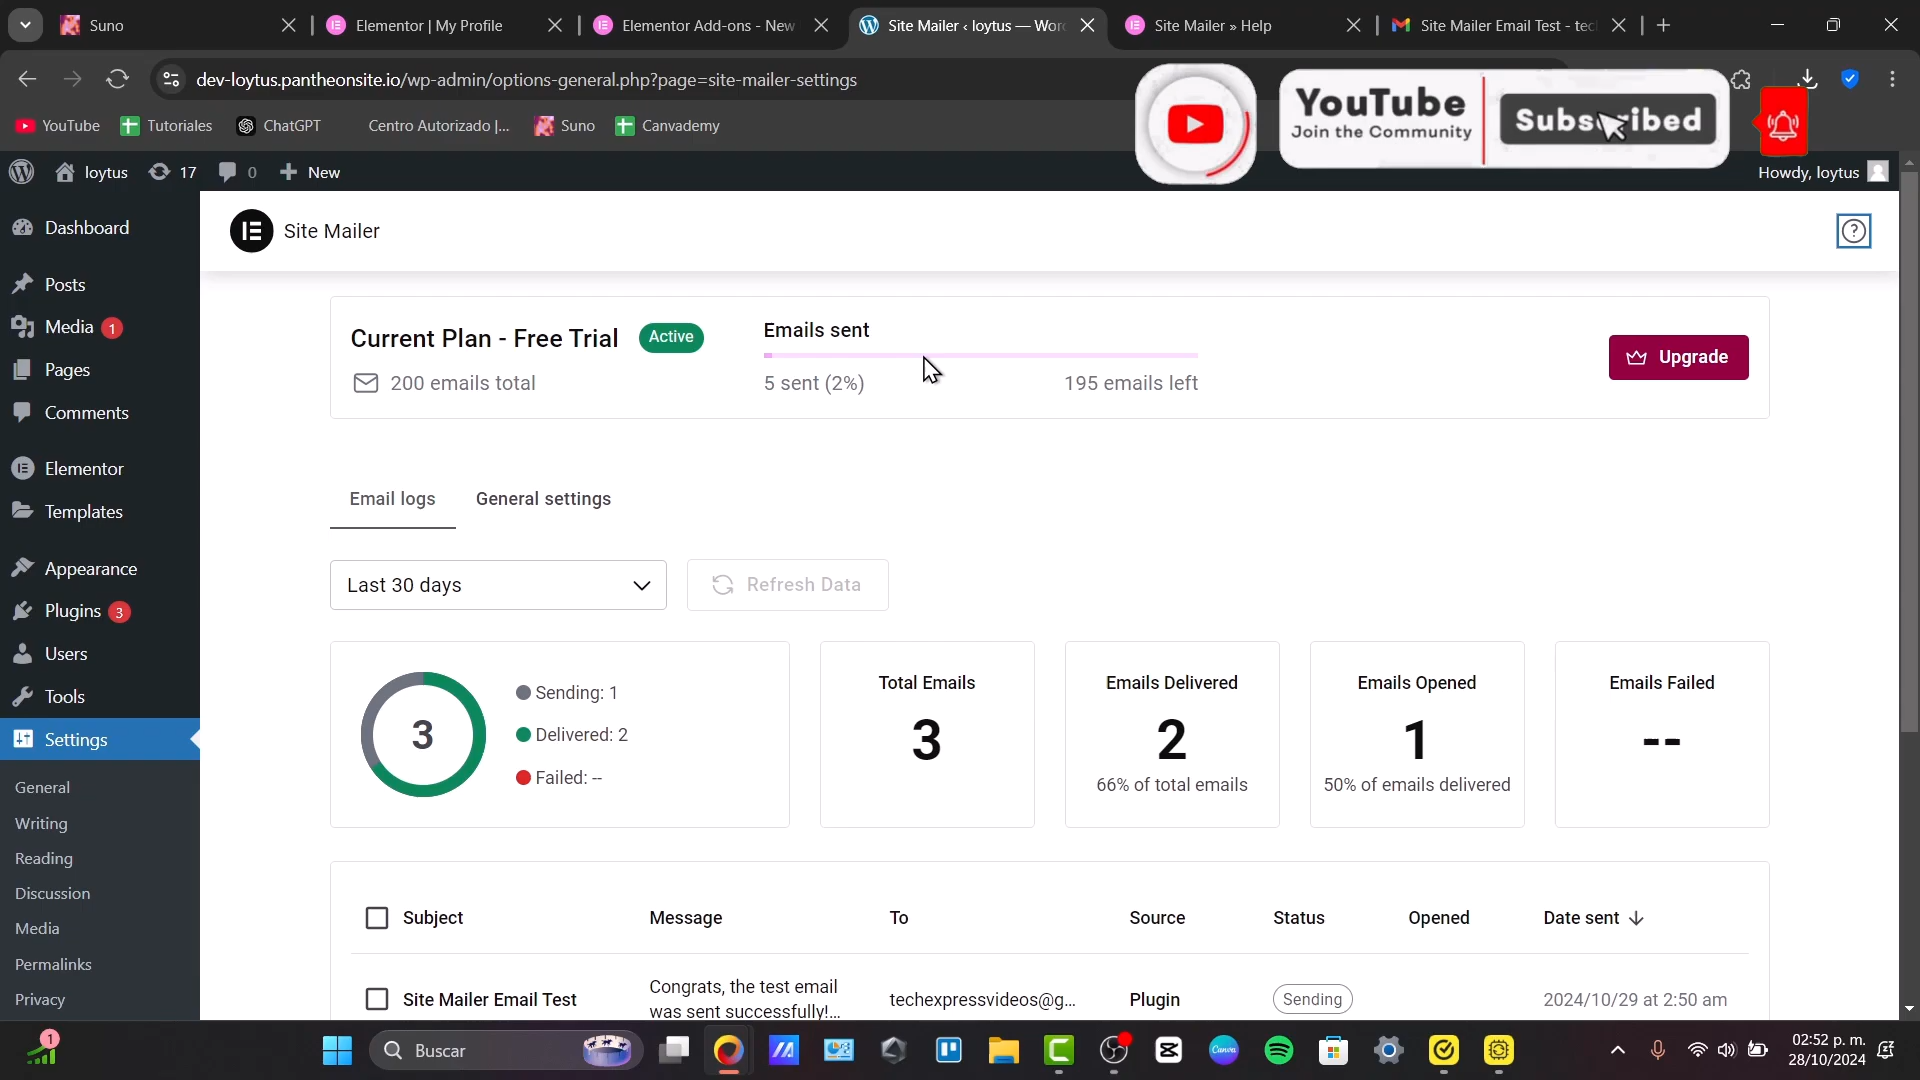 Suno
Elementor | My Profile
Elementor Add-ons - New
Site Mailer ‹ loytus — Wor
Site Mailer » Help
Site Mailer Email Test - tec
dev-loytus.pantheonsite.io/wp-admin/options-general.php?page=site-mailer-settings
YouTube
Join the Community
Subscribed
YouTube
Tutoriales
ChatGPT
Centro Autorizado |...
Suno
Canvademy
loytus
17
0
New
Howdy, loytus
Dashboard
Posts
Media 1
Pages
Comments
Elementor
Templates
Appearance
Plugins 3
Users
Tools
Settings
General
Writing
Reading
Discussion
Media
Permalinks
Privacy
Site Mailer
Current Plan - Free Trial
Active
200 emails total
Emails sent
5 sent (2%)
195 emails left
Upgrade
Email logs
General settings
Last 30 days
Refresh Data
3
Sending: 1
Delivered: 2
Failed: --
Total Emails
3
Emails Delivered
2
66% of total emails
Emails Opened
1
50% of emails delivered
Emails Failed
--
Subject
Message
To
Source
Status
Opened
Date sent
Site Mailer Email Test
Congrats, the test email
was sent successfully!...
techexpressvideos@g...
Plugin
Sending
2024/10/29 at 2:50 am
1
Buscar
Canva
02:52 p. m.
28/10/2024